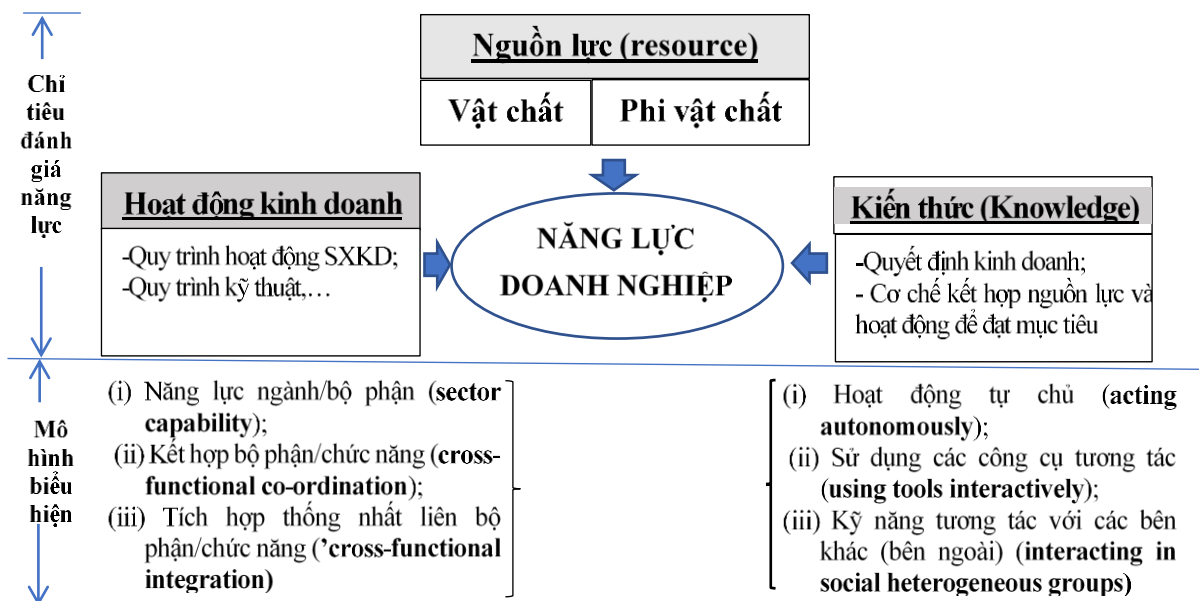 Nguồn lực (resource)
Vật chất
Phi vật chất
Chỉ
tiêu
đánh
giá
năng
lực
Hoạt động kinh doanh
-Quy trình hoạt động SXKD;
-Quy trình kỹ thuật,…
NĂNG LỰC
DOANH NGHIỆP
Kiến thức (Knowledge)
-Quyết định kinh doanh;
- Cơ chế kết hợp nguồn lực và
hoạt động để đạt mục tiêu
Mô
hình
biểu
hiện
(i) Năng lực ngành/bộ phận (sector
capability);
(ii) Kết hợp bộ phận/chức năng (cross-
functional co-ordination);
(iii) Tích hợp thống nhất liên bộ
phận/chức năng (’cross-functional
integration)
(i) Hoạt động tự chủ (acting
autonomously);
(ii) Sử dụng các công cụ tương tác
(using tools interactively);
(iii) Kỹ năng tương tác với các bên
khác (bên ngoài) (interacting in
social heterogeneous groups)